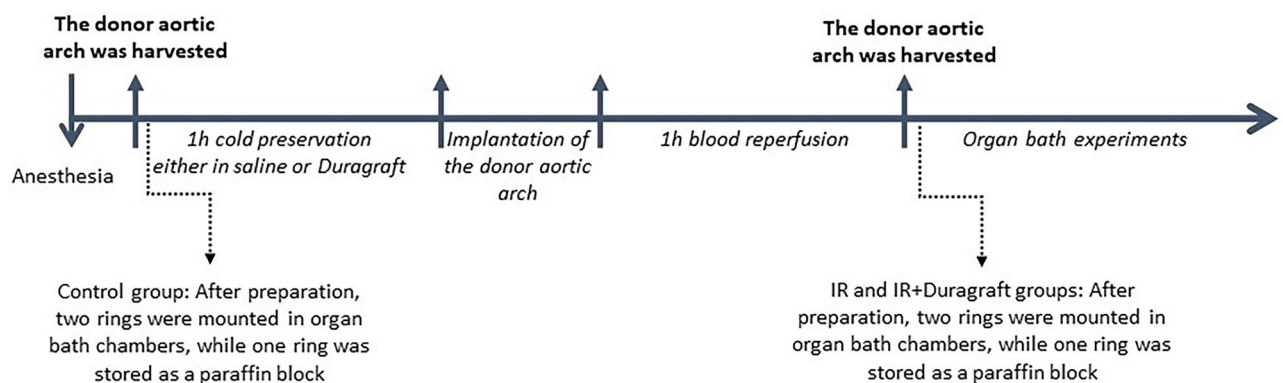 The donor aortic
arch was harvested
The donor aortic
arch was harvested
Anesthesia
1h cold preservation
either in saline or Duragraft
Implantation of
the donor aortic
arch
1h blood reperfusion
Organ bath experiments
Control group: After preparation,
two rings were mounted in organ
bath chambers, while one ring was
stored as a paraffin block
IR and IR+Duragraft groups: After
preparation, two rings were mounted in
organ bath chambers, while one ring was
stored as a paraffin block